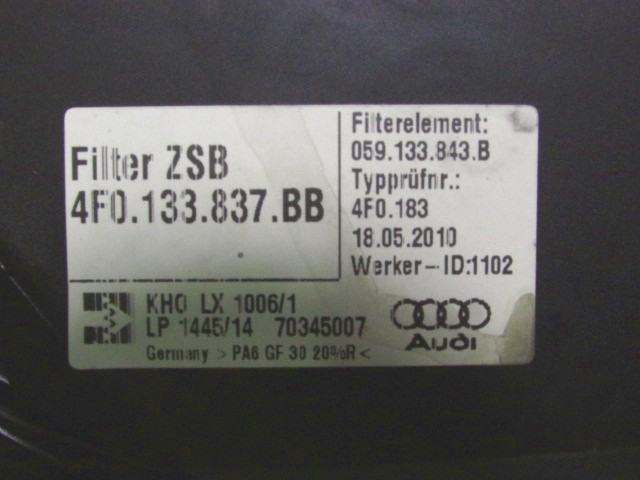 Filter ZSB
4F0.133.837.BB
Filterelement:
059.133.843.B
Typprüfnr.:
4F0.183
18.05.2010
Werker-ID:1102
KHO LX 1006/1
LP 1445/14 70345007
Germany > PA6 GF 30 20%R <
Audi